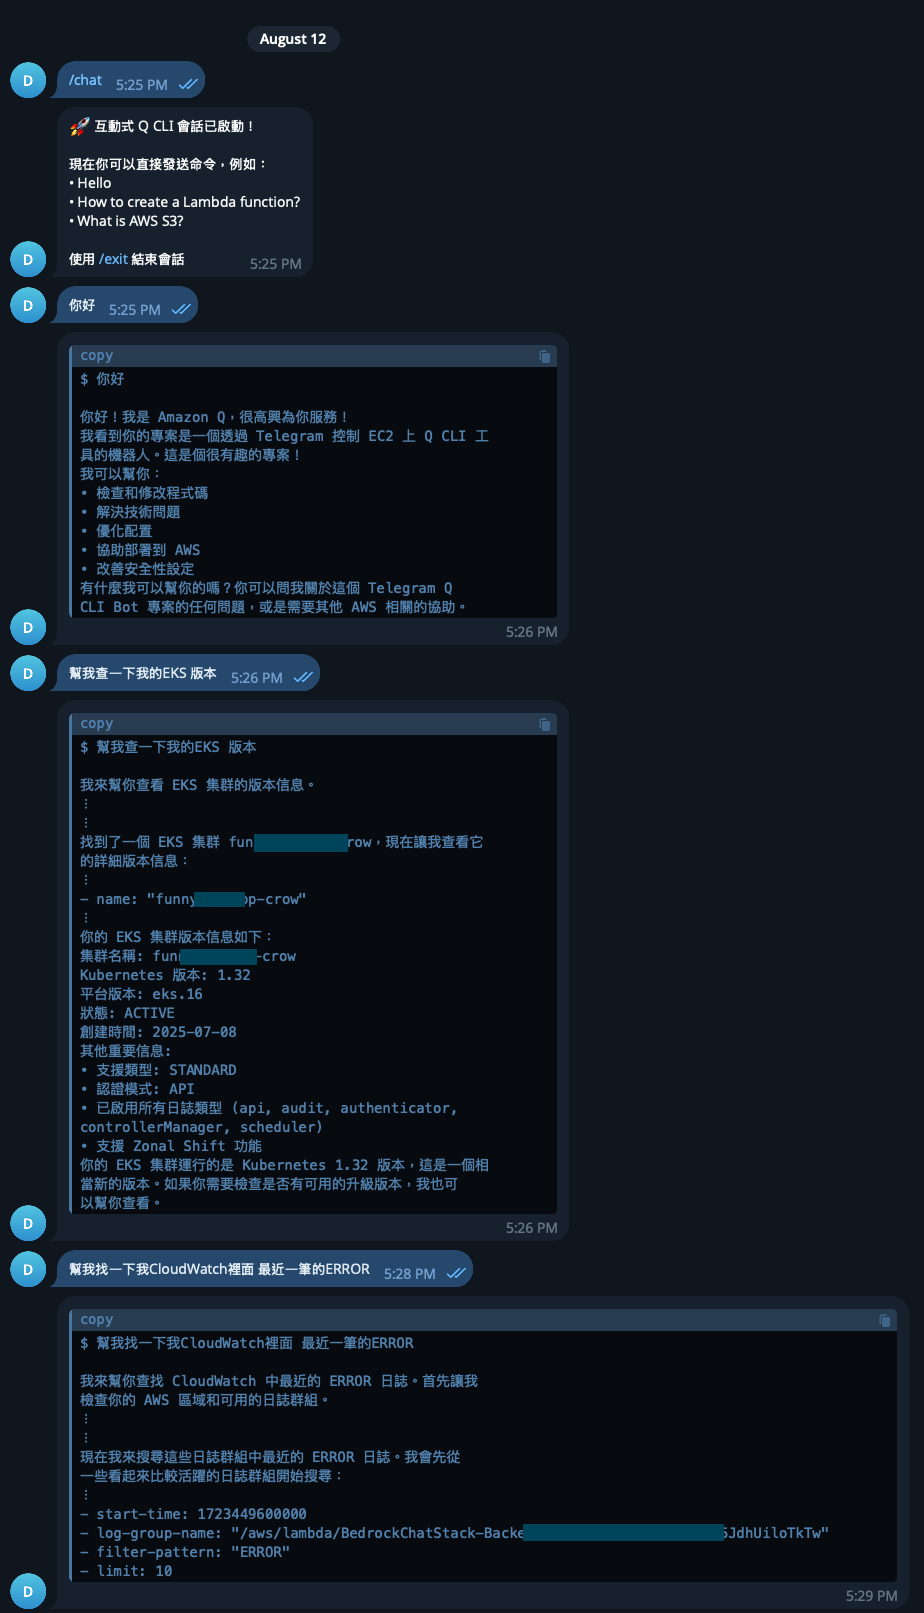 August 12
D
/chat 5:25 PM
🚀 互動式 Q CLI 會話已啟動！
現在你可以直接發送命令，例如：
• Hello
• How to create a Lambda function?
• What is AWS S3?
使用 /exit 結束會話
5:25 PM
D
D
你好 5:25 PM
copy
$ 你好
你好！我是 Amazon Q，很高興為你服務！
我看到你的專案是一個透過 Telegram 控制 EC2 上 Q CLI 工
具的機器人。這是個很有趣的專案！
我可以幫你：
• 檢查和修改程式碼
• 解決技術問題
• 優化配置
• 協助部署到 AWS
• 改善安全性設定
有什麼我可以幫你的嗎？你可以問我關於這個 Telegram Q
CLI Bot 專案的任何問題，或是需要其他 AWS 相關的協助。
5:26 PM
D
D
幫我查一下我的EKS 版本 5:26 PM
copy
$ 幫我查一下我的EKS 版本
我來幫你查看 EKS 集群的版本信息。
⋮
⋮
找到了一個 EKS 集群 fun row，現在讓我查看它
的詳細版本信息：
⋮
- name: "funny p-crow"
⋮
你的 EKS 集群版本信息如下：
集群名稱: fun -crow
Kubernetes 版本: 1.32
平台版本: eks.16
狀態: ACTIVE
創建時間: 2025-07-08
其他重要信息:
• 支援類型: STANDARD
• 認證模式: API
• 已啟用所有日誌類型 (api, audit, authenticator,
controllerManager, scheduler)
• 支援 Zonal Shift 功能
你的 EKS 集群運行的是 Kubernetes 1.32 版本，這是一個相
當新的版本。如果你需要檢查是否有可用的升級版本，我也可
以幫你查看。
5:26 PM
D
D
幫我找一下我CloudWatch裡面 最近一筆的ERROR 5:28 PM
copy
$ 幫我找一下我CloudWatch裡面 最近一筆的ERROR
我來幫你查找 CloudWatch 中最近的 ERROR 日誌。首先讓我
檢查你的 AWS 區域和可用的日誌群組。
⋮
⋮
現在我來搜尋這些日誌群組中最近的 ERROR 日誌。我會先從
一些看起來比較活躍的日誌群組開始搜尋：
⋮
- start-time: 1723449600000
- log-group-name: "/aws/lambda/BedrockChatStack-Backe JdhUiloTkTw"
- filter-pattern: "ERROR"
- limit: 10
5:29 PM
D